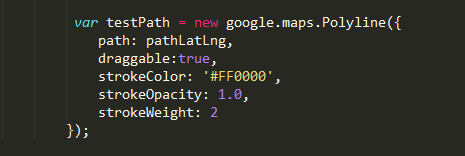 var testPath = new google.maps.Polyline({
path: pathLatLng,
draggable:true,
strokeColor: '#FF0000',
strokeOpacity: 1.0,
strokeWeight: 2
});